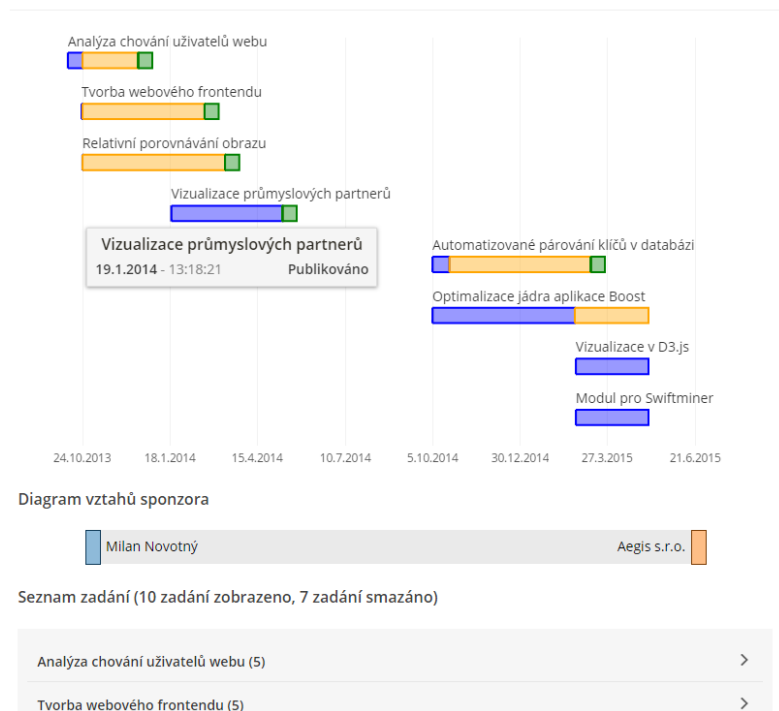 Analýza chování uživatelů webu
Tvorba webového frontendu
Relativní porovnávání obrazu
Vizualizace průmyslových partnerů
Vizualizace průmyslových partnerů
19.1.2014 - 13:18:21 Publikováno
Automatizované párování klíčů v databázi
Optimalizace jádra aplikace Boost
Vizualizace v D3.js
Modul pro Swiftminer
24.10.2013 18.1.2014 15.4.2014 10.7.2014 5.10.2014 30.12.2014 27.3.2015 21.6.2015
Diagram vztahů sponzora
Milan Novotný Aegis s.r.o.
Seznam zadání (10 zadání zobrazeno, 7 zadání smazáno)
Analýza chování uživatelů webu (5)
Tvorba webového frontendu (5)